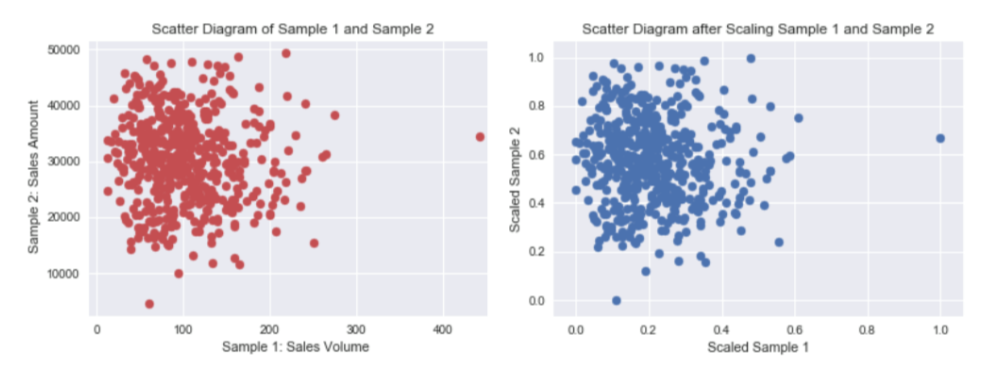 Scatter Diagram of Sample 1 and Sample 2
50000
40000
30000
20000
10000
Sample 2: Sales Amount
0 100 200 300 400
Sample 1: Sales Volume
Scatter Diagram after Scaling Sample 1 and Sample 2
1.0
0.8
0.6
0.4
0.2
0.0
Scaled Sample 2
0.0 0.2 0.4 0.6 0.8 1.0
Scaled Sample 1